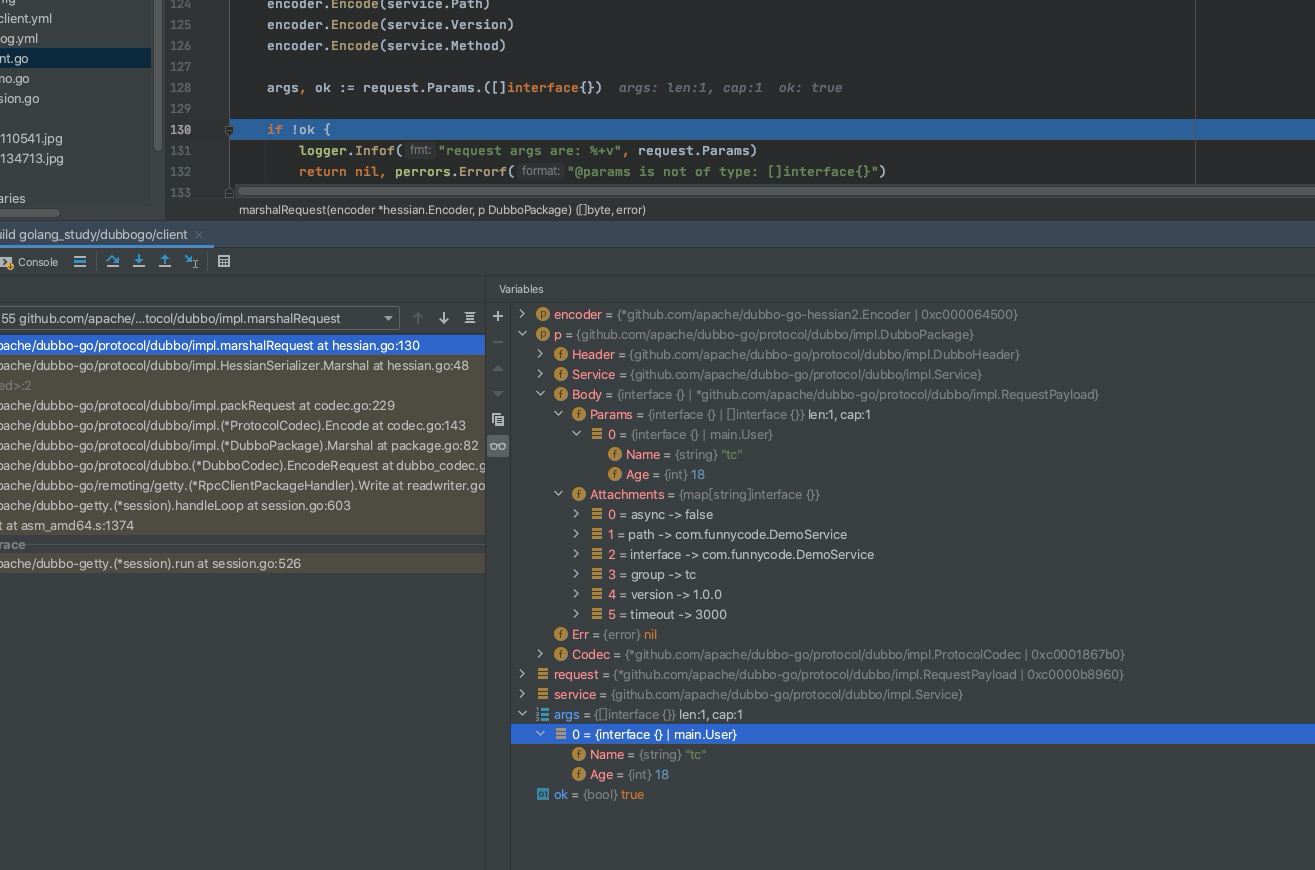 client.yml
og.yml
nt.go
no.go
sion.go
110541.jpg
134713.jpg
aries
124 encoder.Encode(service.Path)
125 encoder.Encode(service.Version)
126 encoder.Encode(service.Method)
127
128 args, ok := request.Params.([]interface{}) args: len:1, cap:1 ok: true
129
130 if !ok {
131 logger.Infof( fmt: "request args are: %+v", request.Params)
132 return nil, perrors.Errorf( format: "@params is not of type: []interface{}")
133
marshalRequest(encoder *hessian.Encoder, p DubboPackage) ([]byte, error)
uild golang_study/dubbogo/client
Console
Variables
55 github.com/apache/...tocol/dubbo/impl.marshalRequest
pache/dubbo-go/protocol/dubbo/impl.marshalRequest at hessian.go:130
pache/dubbo-go/protocol/dubbo/impl.HessianSerializer.Marshal at hessian.go:48
ed>:2
pache/dubbo-go/protocol/dubbo/impl.packRequest at codec.go:229
pache/dubbo-go/protocol/dubbo/impl.(*ProtocolCodec).Encode at codec.go:143
pache/dubbo-go/protocol/dubbo/impl.(*DubboPackage).Marshal at package.go:82
pache/dubbo-go/protocol/dubbo.(*DubboCodec).EncodeRequest at dubbo_codec.g
pache/dubbo-go/remoting/getty.(*RpcClientPackageHandler).Write at readwriter.go
pache/dubbo-getty.(*session).handleLoop at session.go:603
t at asm_amd64.s:1374
race
pache/dubbo-getty.(*session).run at session.go:526
encoder = {*github.com/apache/dubbo-go-hessian2.Encoder | 0xc000064500}
p = {github.com/apache/dubbo-go/protocol/dubbo/impl.DubboPackage}
Header = {github.com/apache/dubbo-go/protocol/dubbo/impl.DubboHeader}
Service = {github.com/apache/dubbo-go/protocol/dubbo/impl.Service}
Body = {interface {} | *github.com/apache/dubbo-go/protocol/dubbo/impl.RequestPayload}
Params = {interface {} | []interface {}} len:1, cap:1
0 = {interface {} | main.User}
Name = {string} "tc"
Age = {int} 18
Attachments = {map[string]interface {}}
0 = async -> false
1 = path -> com.funnycode.DemoService
2 = interface -> com.funnycode.DemoService
3 = group -> tc
4 = version -> 1.0.0
5 = timeout -> 3000
Err = {error} nil
Codec = {*github.com/apache/dubbo-go/protocol/dubbo/impl.ProtocolCodec | 0xc0001867b0}
request = {*github.com/apache/dubbo-go/protocol/dubbo/impl.RequestPayload | 0xc0000b8960}
service = {github.com/apache/dubbo-go/protocol/dubbo/impl.Service}
args = {[]interface {}} len:1, cap:1
0 = {interface {} | main.User}
Name = {string} "tc"
Age = {int} 18
ok = {bool} true